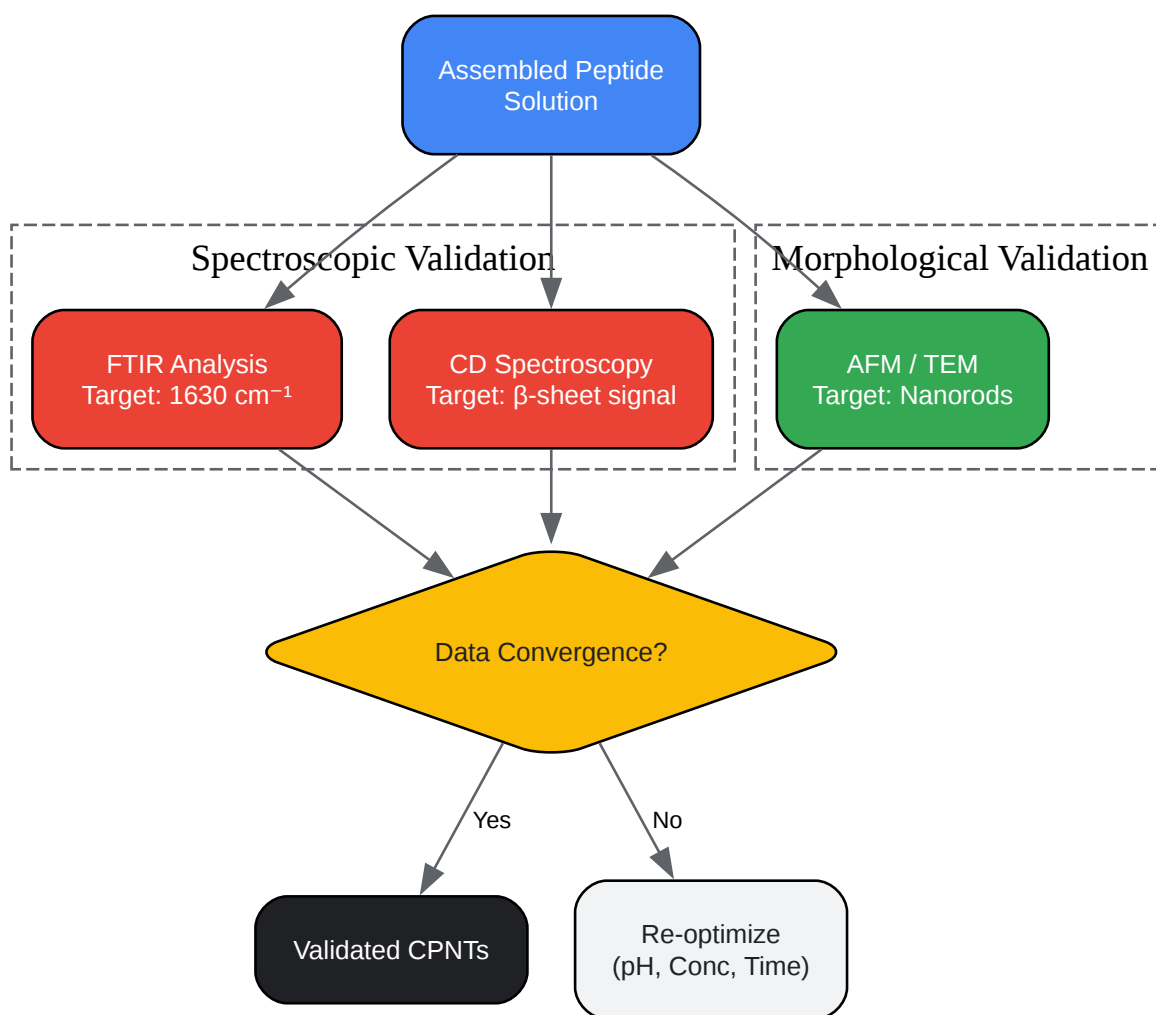 Assembled Peptide
Solution
Spectroscopic Validation
Morphological Validation
FTIR Analysis
Target: 1630 cm⁻¹
CD Spectroscopy
Target: β-sheet signal
AFM / TEM
Target: Nanorods
Data Convergence?
Yes
No
Validated CPNTs
Re-optimize
(pH, Conc, Time)